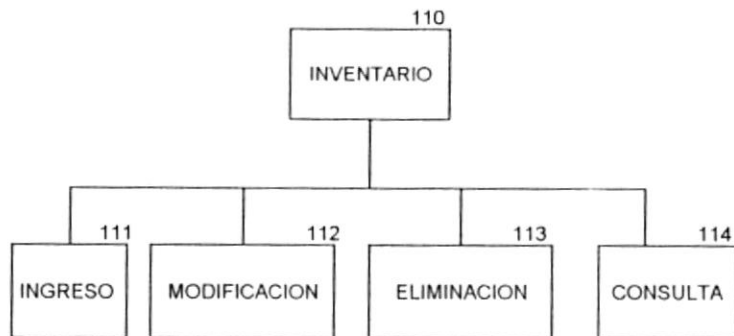 110
INVENTARIO
111
112
113
114
INGRESO
MODIFICACION
ELIMINACION
CONSULTA